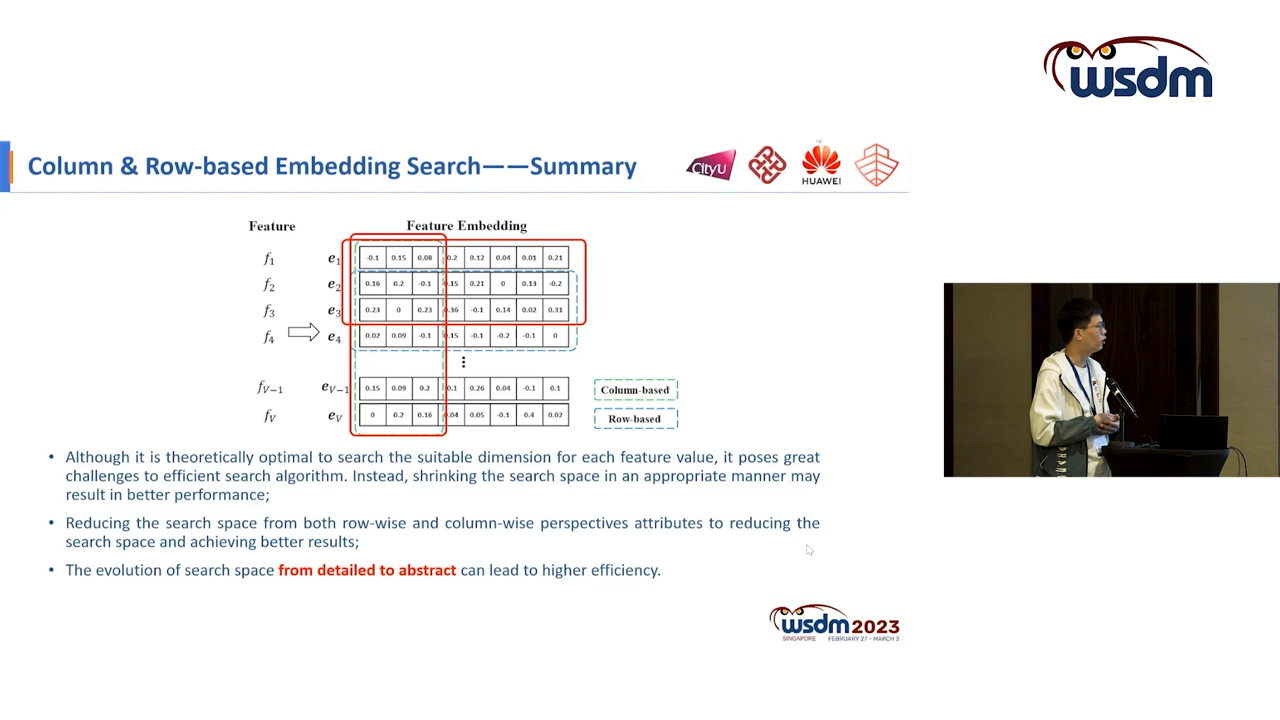 wsdm
Column & Row-based Embedding Search——Summary
CityU
HUAWEI
Feature Feature Embedding
f1 e1 -0.1 0.15 0.08 0.2 0.12 0.04 0.01 0.21
f2 e2 0.16 0.2 -0.1 0.15 0.21 0 0.13 -0.2
f3 e3 0.23 0 0.23 0.36 -0.1 0.14 0.02 0.31
f4 e4 0.02 0.09 -0.1 0.15 -0.1 -0.2 -0.1 0
⋮
fV-1 eV-1 0.15 0.09 0.2 0.1 0.26 0.04 -0.1 0.1
Column-based
fV eV 0 0.2 0.16 0.04 0.05 -0.1 0.4 0.02
Row-based
• Although it is theoretically optimal to search the suitable dimension for each feature value, it poses great
challenges to efficient search algorithm. Instead, shrinking the search space in an appropriate manner may
result in better performance;
• Reducing the search space from both row-wise and column-wise perspectives attributes to reducing the
search space and achieving better results;
• The evolution of search space from detailed to abstract can lead to higher efficiency.
wsdm 2023
SINGAPORE FEBRUARY 27 - MARCH 3